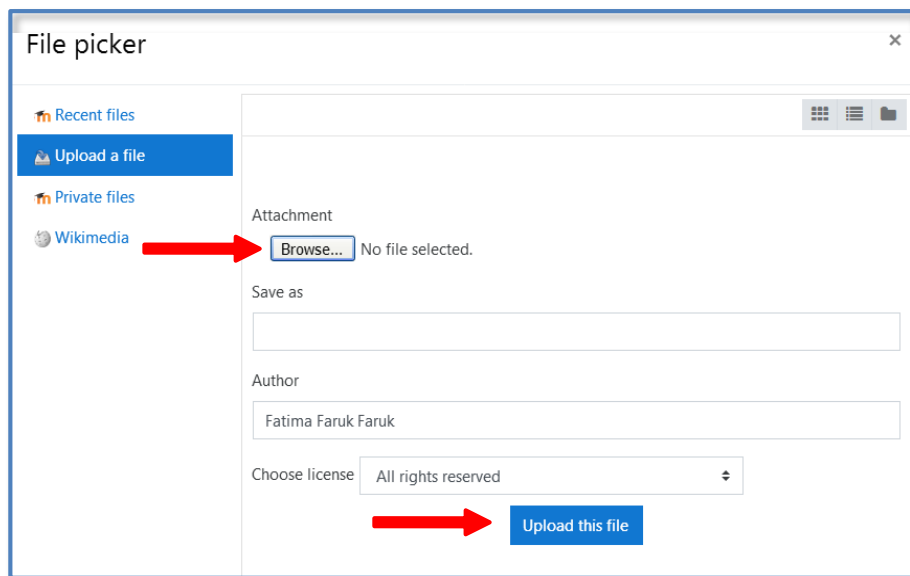 File picker
×
Recent files
Upload a file
Private files
Wikimedia
Attachment
Browse... No file selected.
Save as
Author
Fatima Faruk Faruk
Choose license All rights reserved
Upload this file